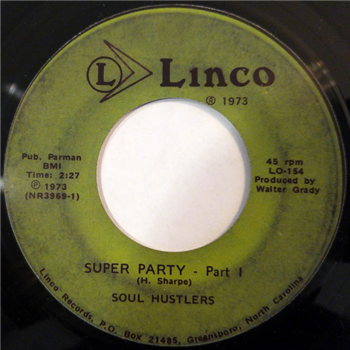 L Linco
℗ 1973
Pub. Parman
BMI
Time: 2:27
℗ 1973
(NR3969-1)
45 rpm
LO-154
Produced by
Walter Grady
SUPER PARTY - Part I
(H. Sharpe)
SOUL HUSTLERS
Linco Records, P.O. Box 21485, Greensboro, North Carolina